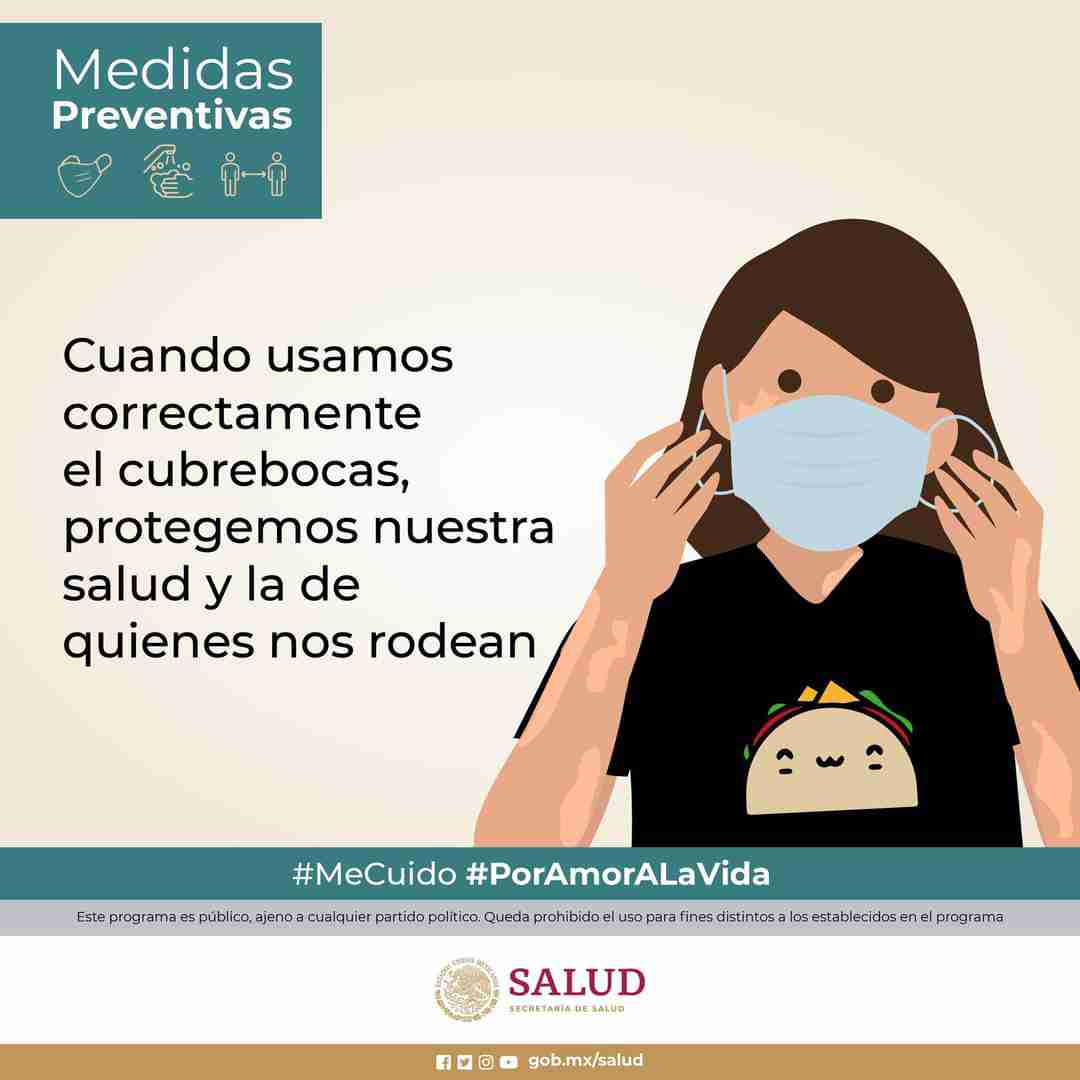 Medidas
Preventivas
Cuando usamos
correctamente
el cubrebocas,
protegemos nuestra
salud y la de
quienes nos rodean
#MeCuido #PorAmorALaVida
Este programa es público, ajeno a cualquier partido político. Queda prohibido el uso para fines distintos a los establecidos en el programa
SALUD
SECRETARÍA DE SALUD
gob.mx/salud